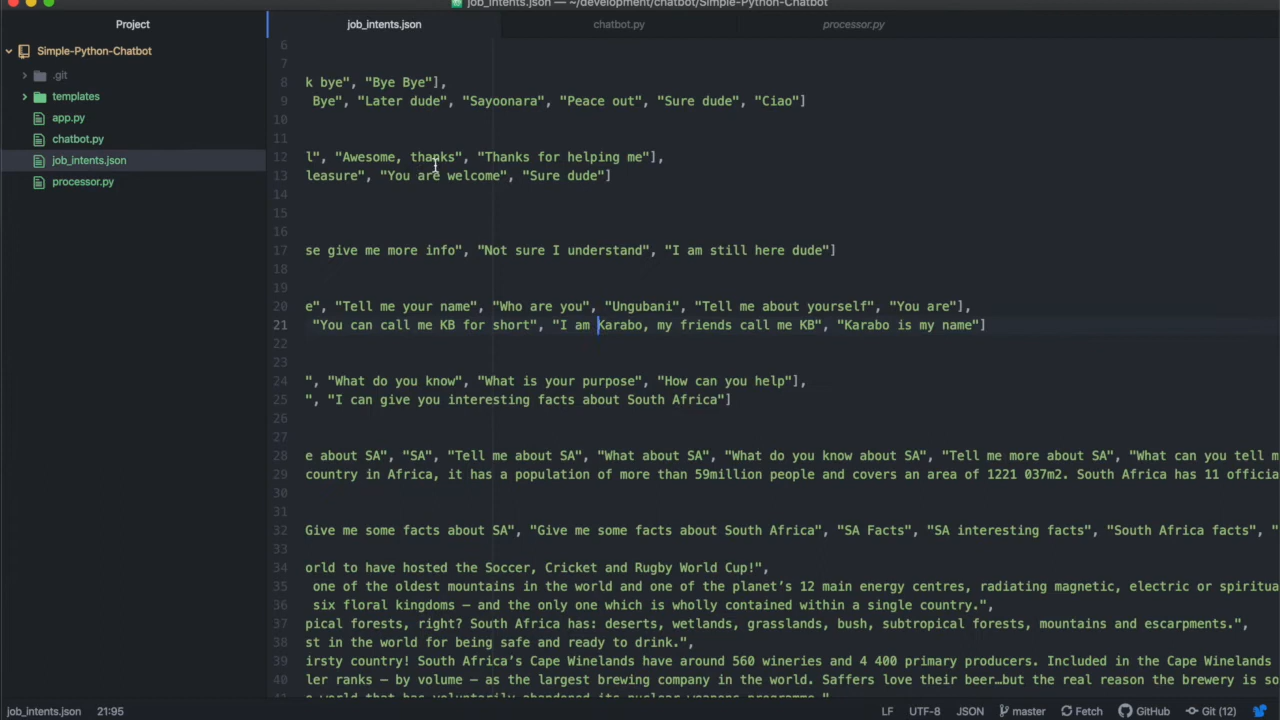 job_intents.json — ~/development/chatbot/Simple-Python-Chatbot
Project
job_intents.json
chatbot.py
processor.py
Simple-Python-Chatbot
.git
templates
app.py
chatbot.py
job_intents.json
processor.py
6
7
8 k bye", "Bye Bye"],
9 Bye", "Later dude", "Sayoonara", "Peace out", "Sure dude", "Ciao"]
10
11
12 l", "Awesome, thanks", "Thanks for helping me"],
13 leasure", "You are welcome", "Sure dude"]
14
15
16
17 se give me more info", "Not sure I understand", "I am still here dude"]
18
19
20 e", "Tell me your name", "Who are you", "Ungubani", "Tell me about yourself", "You are"],
21 "You can call me KB for short", "I am Karabo, my friends call me KB", "Karabo is my name"]
22
23
24 ", "What do you know", "What is your purpose", "How can you help"],
25 ", "I can give you interesting facts about South Africa"]
26
27
28 e about SA", "SA", "Tell me about SA", "What about SA", "What do you know about SA", "Tell me more about SA", "What can you tell m
29 country in Africa, it has a population of more than 59million people and covers an area of 1221 037m2. South Africa has 11 officia
30
31
32 Give me some facts about SA", "Give me some facts about South Africa", "SA Facts", "SA interesting facts", "South Africa facts", "
33
34 orld to have hosted the Soccer, Cricket and Rugby World Cup!",
35 one of the oldest mountains in the world and one of the planet’s 12 main energy centres, radiating magnetic, electric or spiritua
36 six floral kingdoms – and the only one which is wholly contained within a single country.",
37 pical forests, right? South Africa has: deserts, wetlands, grasslands, bush, subtropical forests, mountains and escarpments.",
38 st in the world for being safe and ready to drink.",
39 irsty country! South Africa’s Cape Winelands have around 560 wineries and 4 400 primary producers. Included in the Cape Winelands
40 ler ranks – by volume – as the largest brewing company in the world. Saffers love their beer…but the real reason the brewery is so
41 e world that has voluntarily abandoned its nuclear weapons programme."
job_intents.json 21:95 LF UTF-8 JSON master Fetch GitHub Git (12)